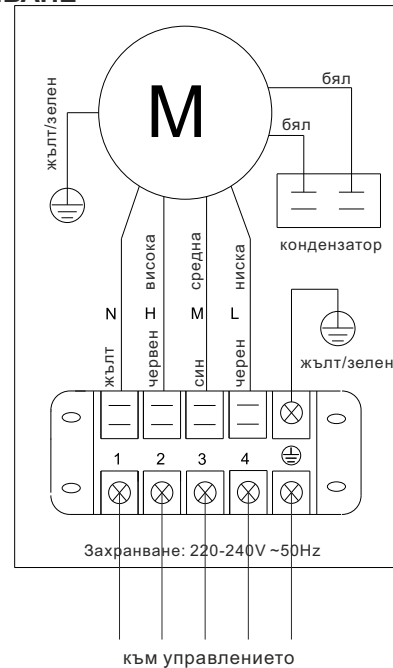 M
бял
бял
жълт/зелен
кондензатор
висока
средна
ниска
N
H
M
L
жълт
червен
син
черен
жълт/зелен
1
2
3
4
Захранване: 220-240V ~50Hz
към управлението